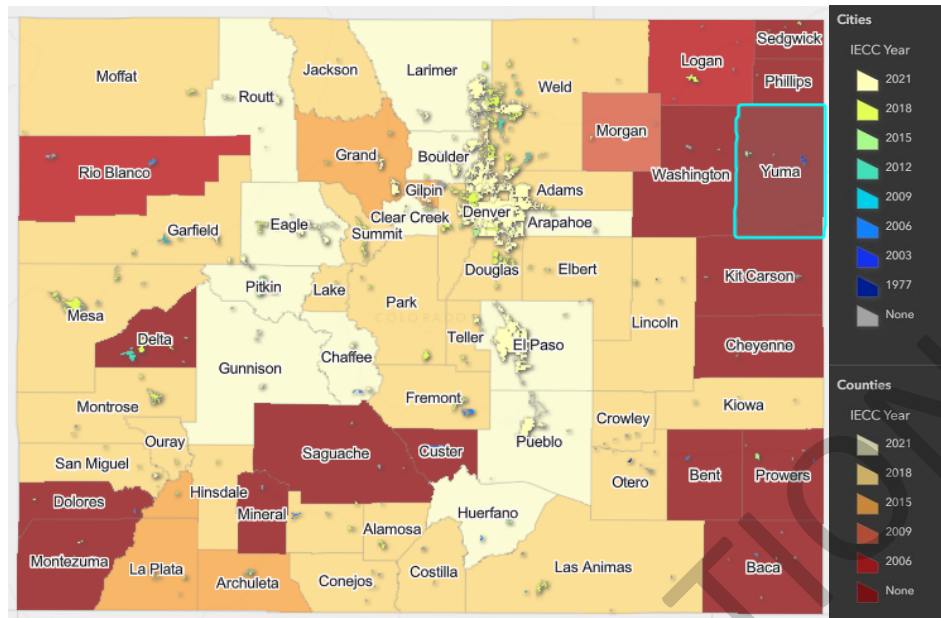 Moffat
Jackson
Larimer
Routt
Weld
Logan
Sedgwick
Phillips
Morgan
Grand
Boulder
Rio Blanco
Washington
Yuma
Gilpin
Adams
Clear Creek
Denver
Arapahoe
Eagle
Garfield
Summit
Douglas
Elbert
Kit Carson
Pitkin
Lake
Park
Mesa
COLORADO
Lincoln
Delta
Teller
El Paso
Cheyenne
Chaffee
Gunnison
Montrose
Fremont
Kiowa
Crowley
Ouray
Pueblo
San Miguel
Saguache
Custer
Otero
Bent
Prowers
Dolores
Hinsdale
Mineral
Huerfano
Alamosa
Montezuma
La Plata
Archuleta
Conejos
Costilla
Las Animas
Baca
Cities
IECC Year
2021
2018
2015
2012
2009
2006
2003
1977
None
Counties
IECC Year
2021
2018
2015
2009
2006
None